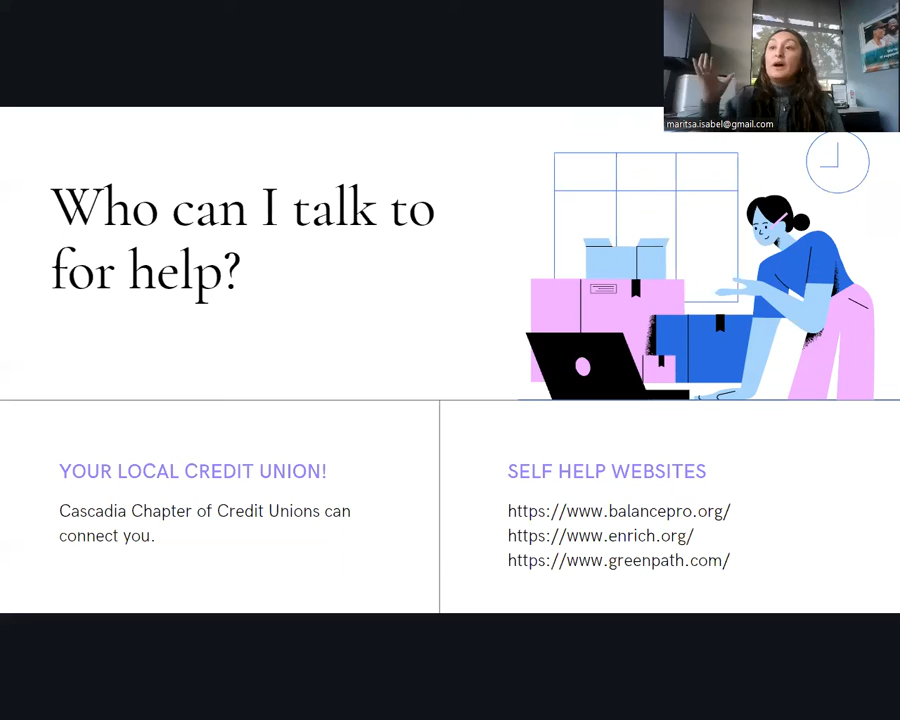 maritsa.isabel@gmail.com
Who can I talk to
for help?
YOUR LOCAL CREDIT UNION!
Cascadia Chapter of Credit Unions can
connect you.
SELF HELP WEBSITES
https://www.balancepro.org/
https://www.enrich.org/
https://www.greenpath.com/